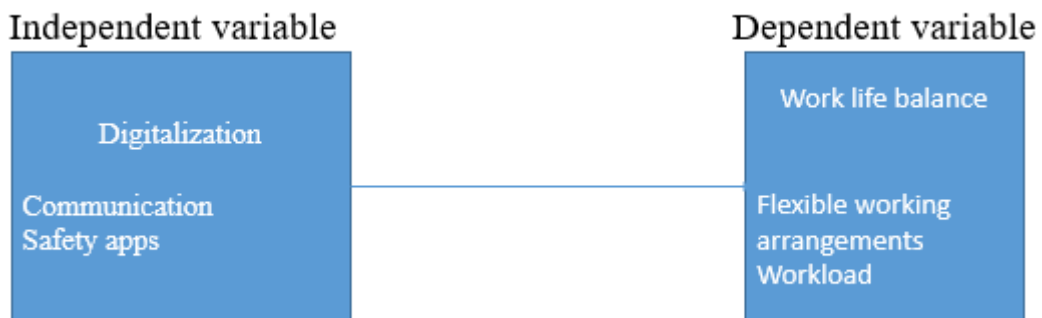 Independent variable
Digitalization
Communication
Safety apps
Dependent variable
Work life balance
Flexible working
arrangements
Workload